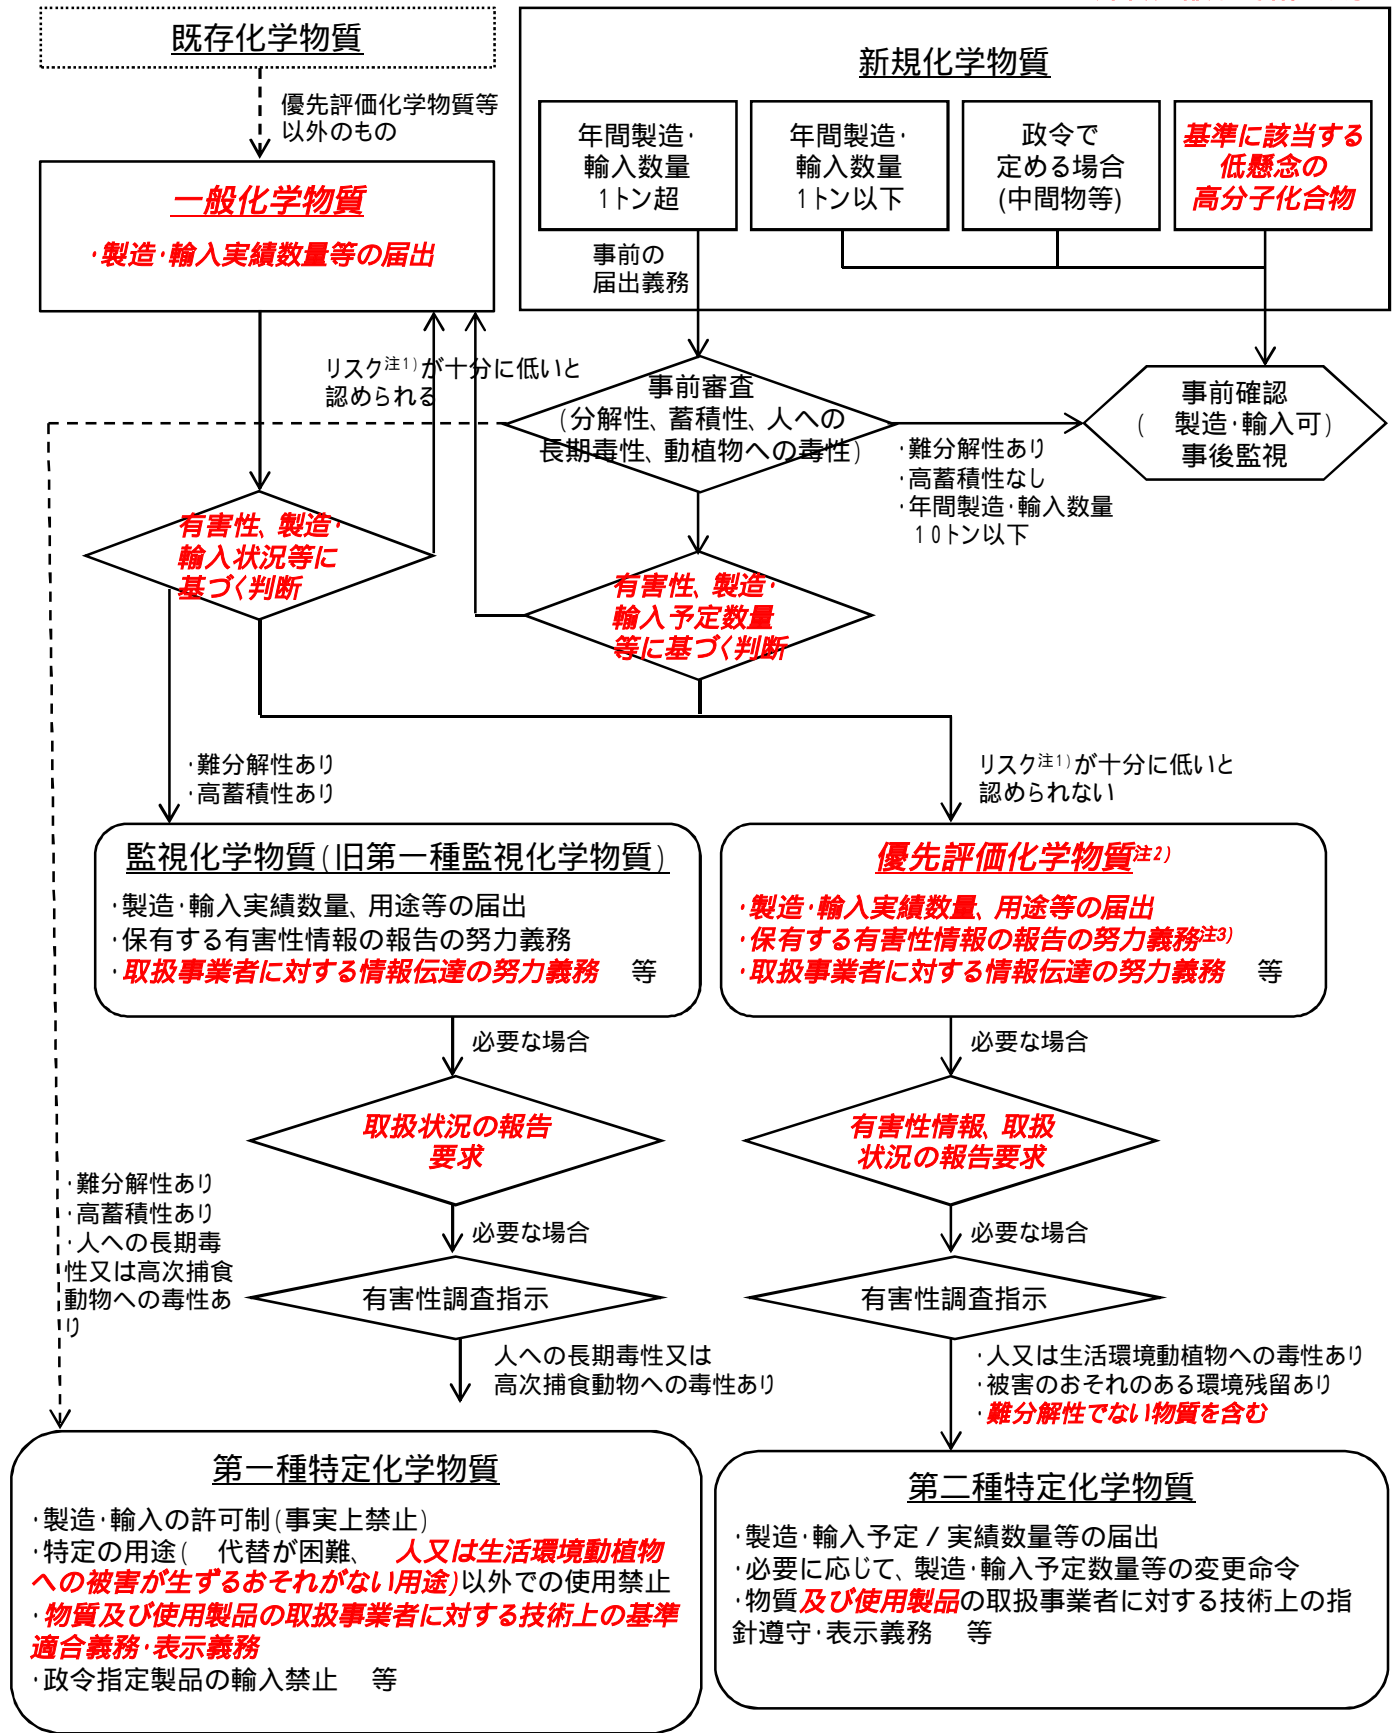 既存化学物質
優先評価化学物質等
以外のもの
一般化学物質
・製造・輸入実績数量等の届出
新規化学物質
年間製造・
輸入数量
1トン超
年間製造・
輸入数量
1トン以下
政令で
定める場合
(中間物等)
基準に該当する
低懸念の
高分子化合物
事前の
届出義務
リスク注1)が十分に低いと
認められる
事前審査
(分解性、蓄積性、人への
長期毒性、動植物への毒性)
・難分解性あり
・高蓄積性なし
・年間製造・輸入数量
10トン以下
事前確認
(　製造・輸入可)
事後監視
有害性、製造・
輸入状況等に
基づく判断
有害性、製造・
輸入予定数量
等に基づく判断
・難分解性あり
・高蓄積性あり
リスク注1)が十分に低いと
認められない
監視化学物質(旧第一種監視化学物質)
・製造・輸入実績数量、用途等の届出
・保有する有害性情報の報告の努力義務
・取扱事業者に対する情報伝達の努力義務　等
優先評価化学物質注2)
・製造・輸入実績数量、用途等の届出
・保有する有害性情報の報告の努力義務注3)
・取扱事業者に対する情報伝達の努力義務　等
必要な場合
必要な場合
取扱状況の報告
要求
有害性情報、取扱
状況の報告要求
・難分解性あり
・高蓄積性あり
・人への長期毒
性又は高次捕食
動物への毒性あ
り
必要な場合
必要な場合
有害性調査指示
有害性調査指示
人への長期毒性又は
高次捕食動物への毒性あり
・人又は生活環境動植物への毒性あり
・被害のおそれのある環境残留あり
・難分解性でない物質を含む
第一種特定化学物質
・製造・輸入の許可制(事実上禁止)
・特定の用途(　代替が困難、　人又は生活環境動植物
への被害が生ずるおそれがない用途)以外での使用禁止
・物質及び使用製品の取扱事業者に対する技術上の基準
適合義務・表示義務
・政令指定製品の輸入禁止　等
第二種特定化学物質
・製造・輸入予定/実績数量等の届出
・必要に応じて、製造・輸入予定数量等の変更命令
・物質及び使用製品の取扱事業者に対する技術上の指
針遵守・表示義務　等